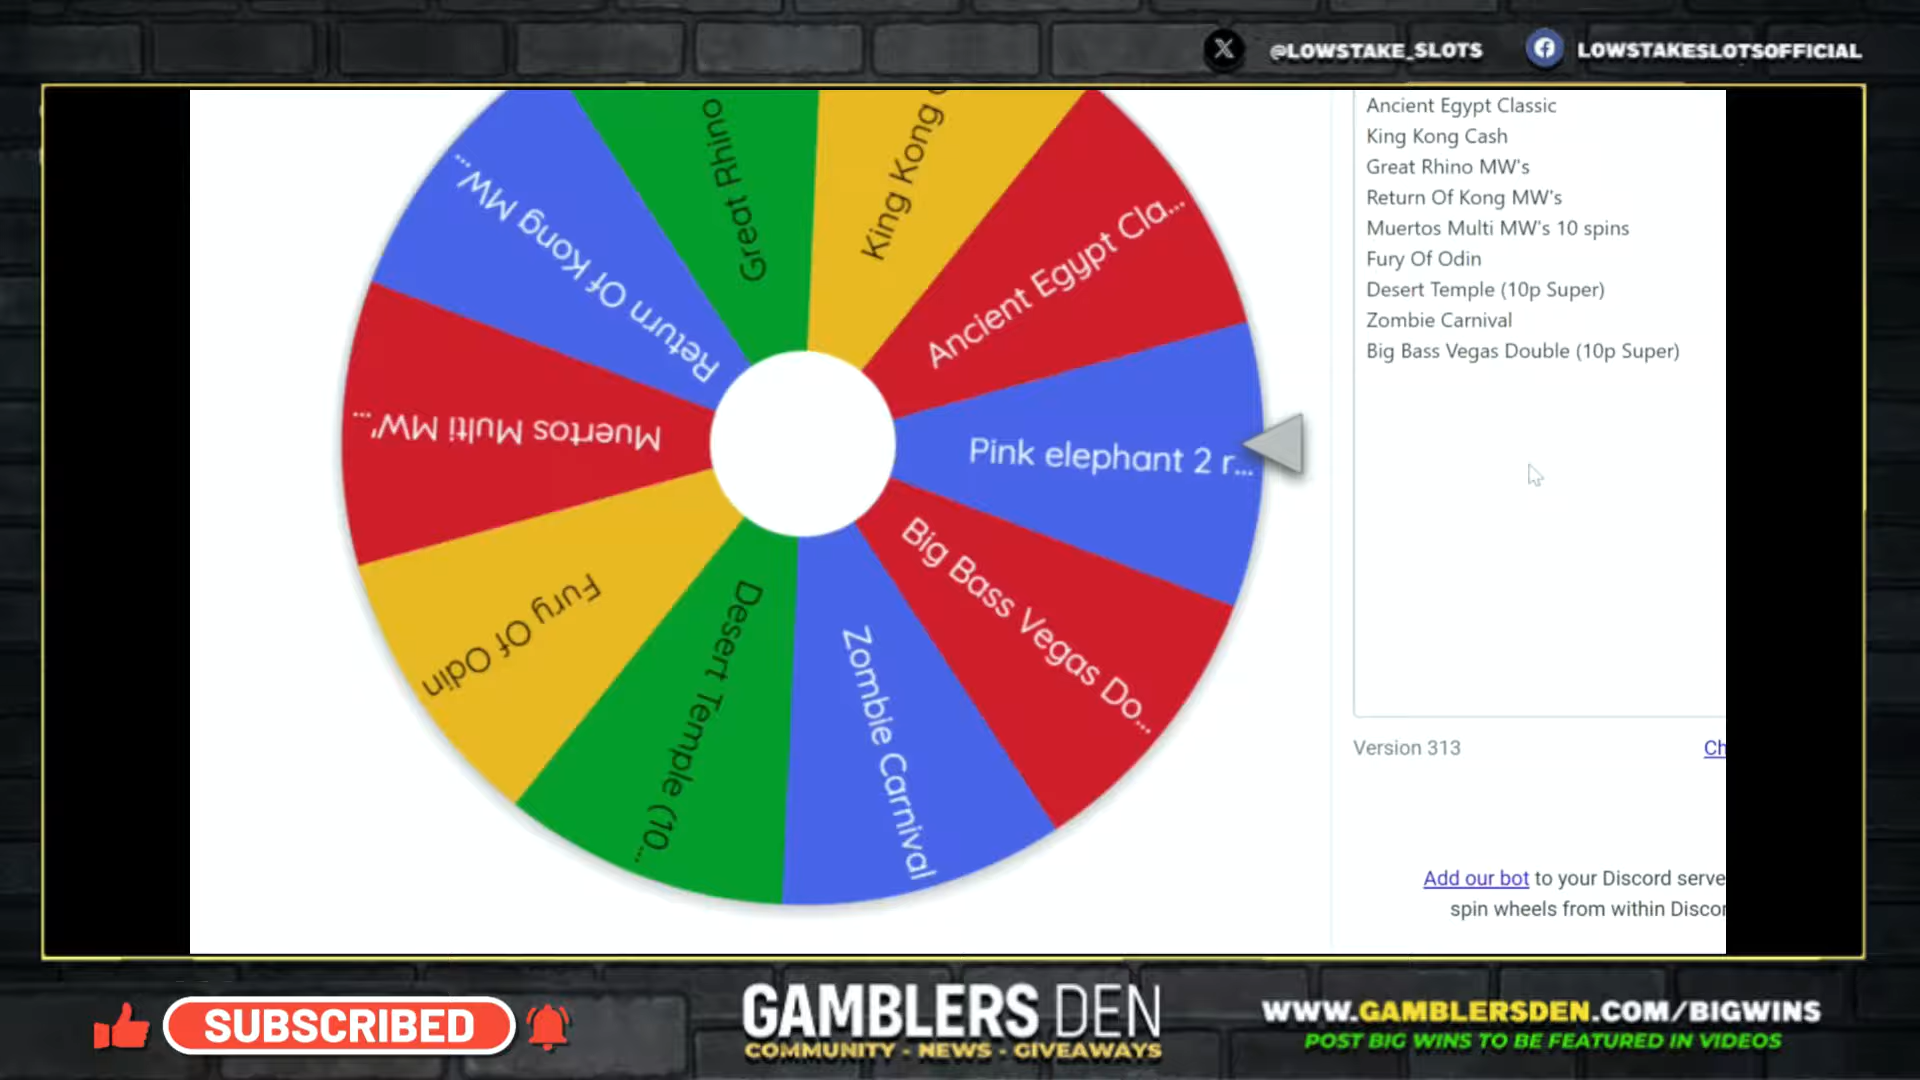 @LOWSTAKE_SLOTS
LOWSTAKESLOTSOFFICIAL
Great Rhino
King Kong
Return Of Kong MW...
Ancient Egypt Cla...
Muertos Multi MW'...
Pink elephant 2 r...
Fury Of Odin
Big Bass Vegas Do...
Desert Temple (10...
Zombie Carnival
Ancient Egypt Classic
King Kong Cash
Great Rhino MW's
Return Of Kong MW's
Muertos Multi MW's 10 spins
Fury Of Odin
Desert Temple (10p Super)
Zombie Carnival
Big Bass Vegas Double (10p Super)
Version 313
Ch
Add our bot to your Discord serve
spin wheels from within Discor
SUBSCRIBED
GAMBLERS DEN
COMMUNITY - NEWS - GIVEAWAYS
WWW.GAMBLERSDEN.COM/BIGWINS
POST BIG WINS TO BE FEATURED IN VIDEOS